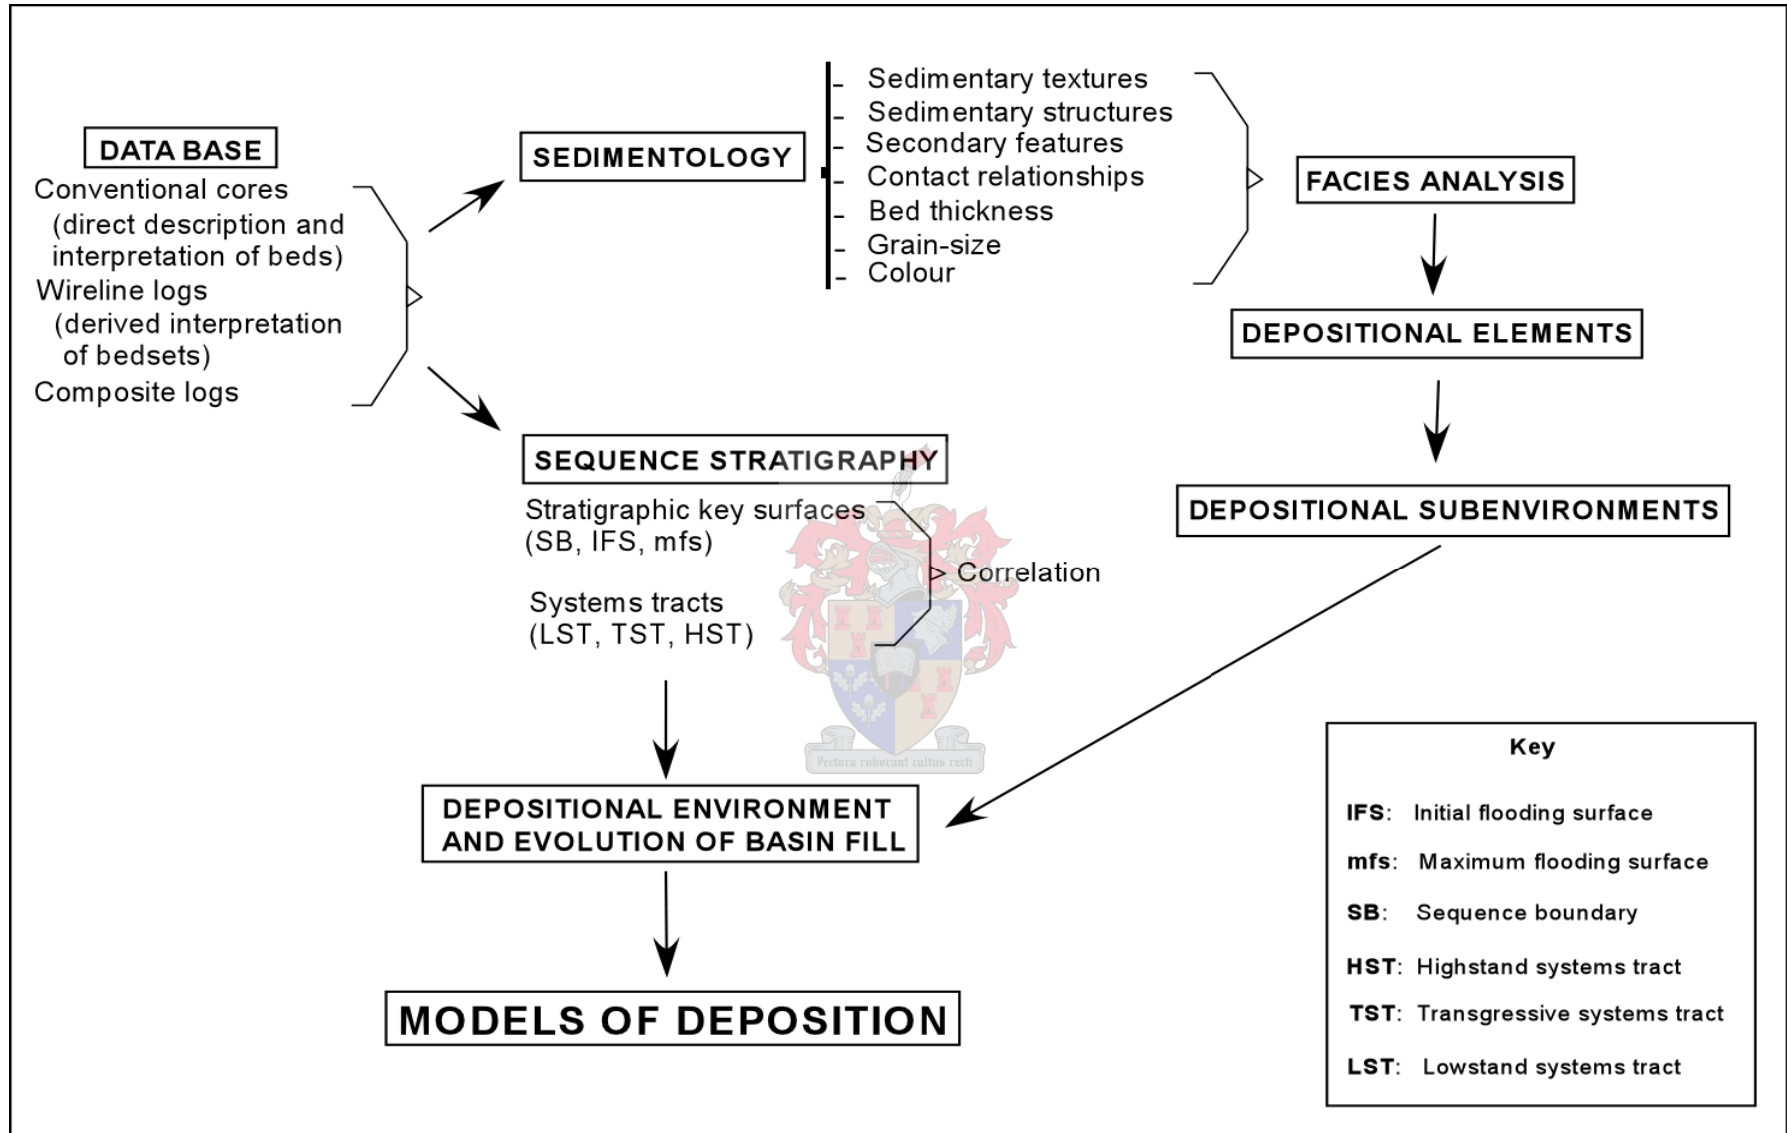 DATA BASE
Conventional cores
(direct description and
interpretation of beds)
Wireline logs
(derived interpretation
of bedsets)
Composite logs
SEDIMENTOLOGY
- Sedimentary textures
- Sedimentary structures
- Secondary features
- Contact relationships
- Bed thickness
- Grain-size
- Colour
FACIES ANALYSIS
DEPOSITIONAL ELEMENTS
DEPOSITIONAL SUBENVIRONMENTS
SEQUENCE STRATIGRAPHY
Stratigraphic key surfaces
(SB, IFS, mfs)
Systems tracts
(LST, TST, HST)
Correlation
Pectora roborant cultus recti
DEPOSITIONAL ENVIRONMENT
AND EVOLUTION OF BASIN FILL
MODELS OF DEPOSITION
Key
IFS: Initial flooding surface
mfs: Maximum flooding surface
SB: Sequence boundary
HST: Highstand systems tract
TST: Transgressive systems tract
LST: Lowstand systems tract